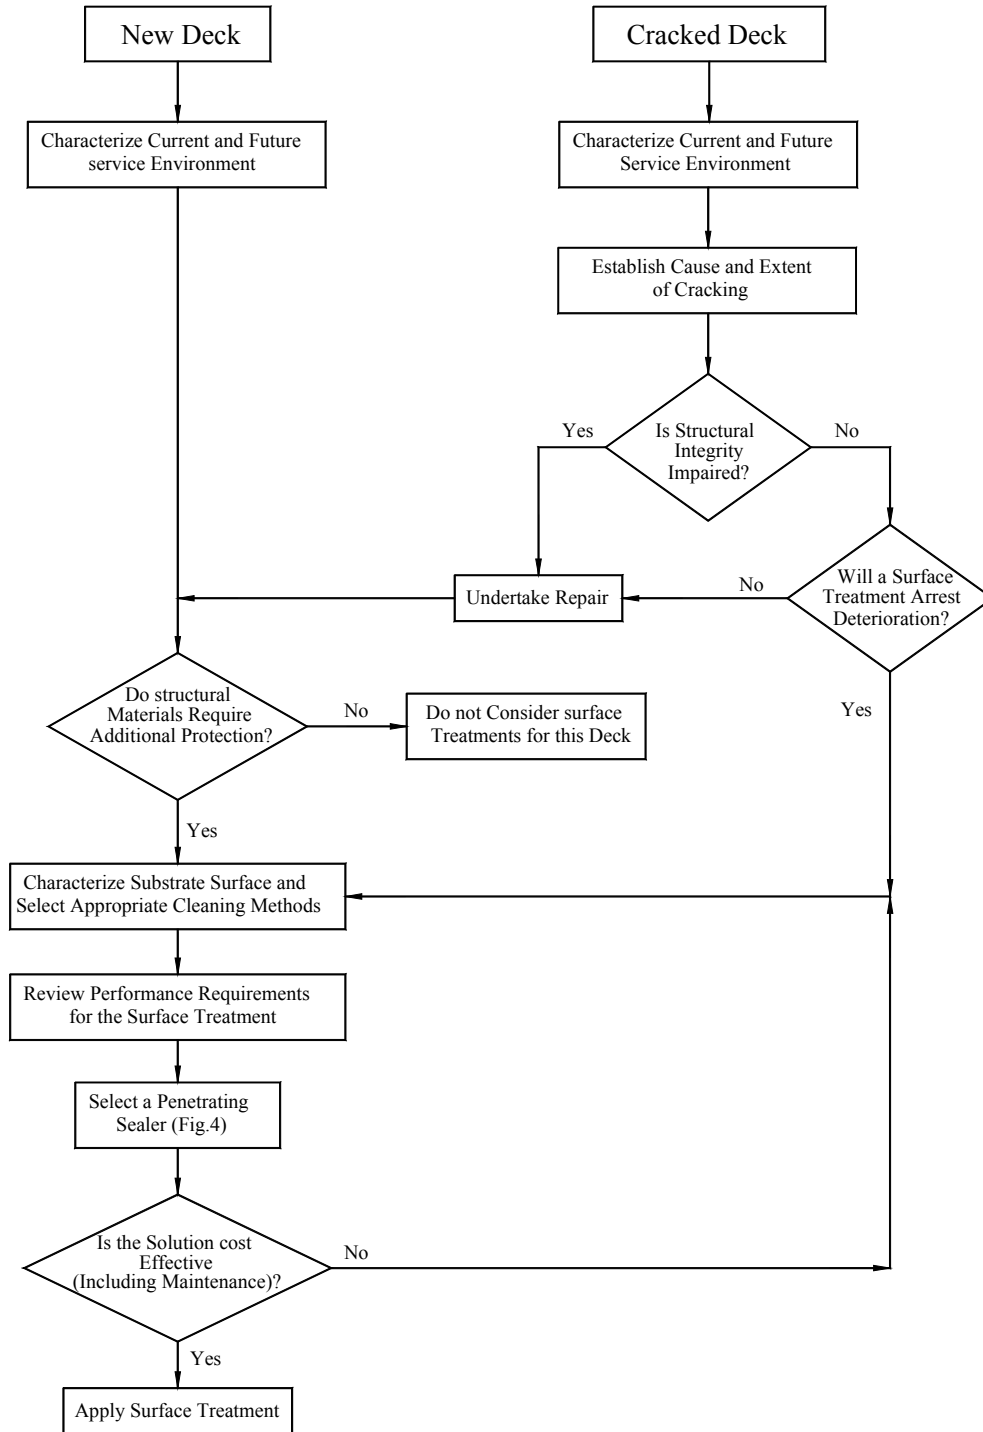 New Deck
Cracked Deck
Characterize Current and Future
service Environment
Characterize Current and Future
Service Environment
Establish Cause and Extent
of Cracking
Yes
Is Structural
Integrity
Impaired?
No
Undertake Repair
No
Will a Surface
Treatment Arrest
Deterioration?
Do structural
Materials Require
Additional Protection?
No
Do not Consider surface
Treatments for this Deck
Yes
Yes
Characterize Substrate Surface and
Select Appropriate Cleaning Methods
Review Performance Requirements
for the Surface Treatment
Select a Penetrating
Sealer (Fig.4)
Is the Solution cost
Effective
(Including Maintenance)?
No
Yes
Apply Surface Treatment